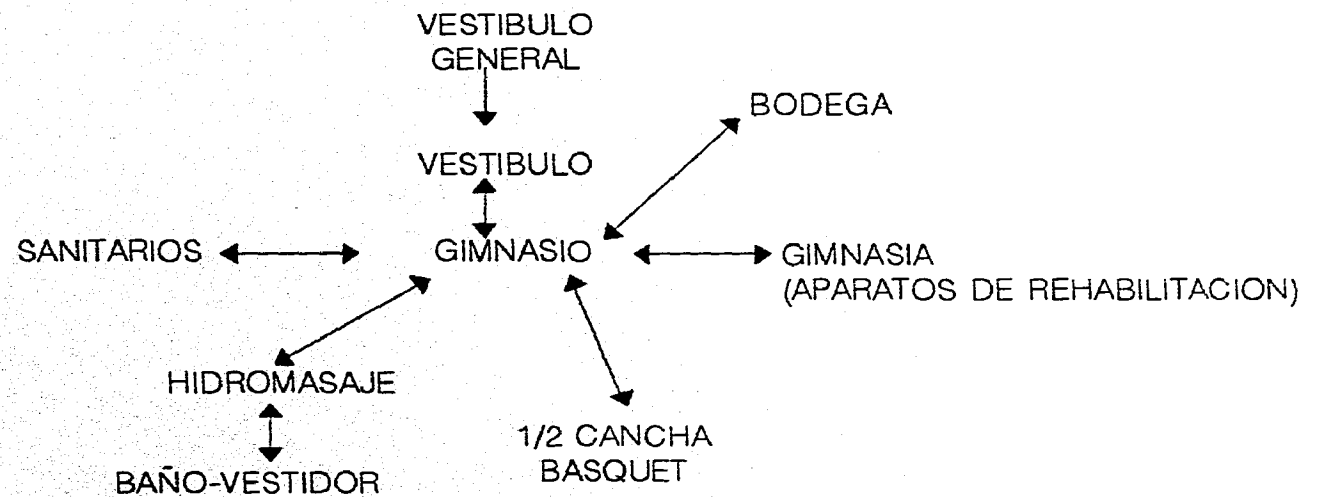 VESTIBULO
GENERAL
BODEGA
VESTIBULO
SANITARIOS
GIMNASIO
GIMNASIA
(APARATOS DE REHABILITACION)
HIDROMASAJE
1/2 CANCHA
BASQUET
BAÑO-VESTIDOR